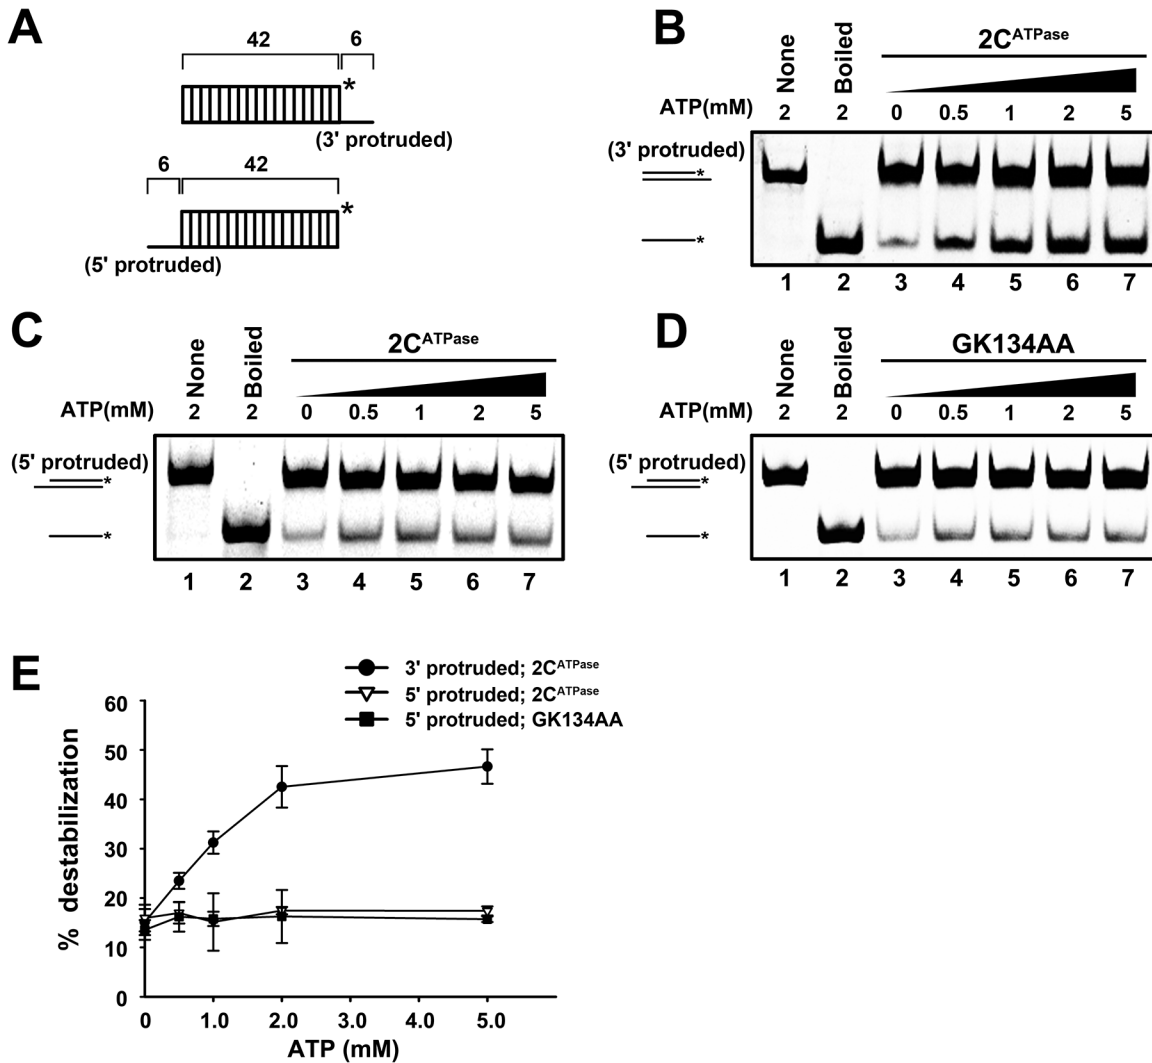 A
42 6
*
(3' protruded)
6 42
*
(5' protruded)
B
None Boiled 2C^ATPase
ATP(mM) 2 2 0 0.5 1 2 5
(3' protruded)
*
*
1 2 3 4 5 6 7
C
None Boiled 2C^ATPase
ATP(mM) 2 2 0 0.5 1 2 5
(5' protruded)
*
*
1 2 3 4 5 6 7
D
None Boiled GK134AA
ATP(mM) 2 2 0 0.5 1 2 5
(5' protruded)
*
*
1 2 3 4 5 6 7
E
3' protruded; 2C^ATPase
5' protruded; 2C^ATPase
5' protruded; GK134AA
% destabilization
60
50
40
30
20
10
0
0 1.0 2.0 3.0 4.0 5.0
ATP (mM)